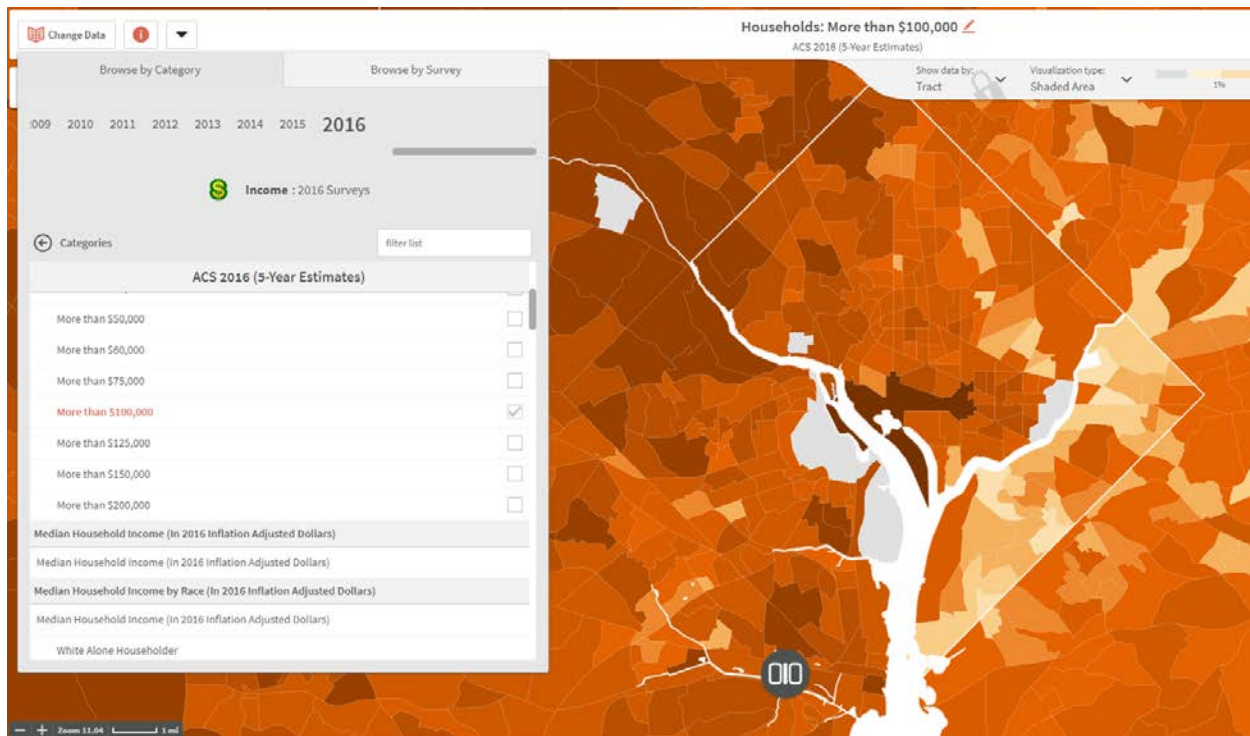 Change Data
Households: More than $100,000
ACS 2016 (5-Year Estimates)
Browse by Category
Browse by Survey
Show data by:
Tract
Visualization type:
Shaded Area
1%
:009 2010 2011 2012 2013 2014 2015 2016
Income : 2016 Surveys
Categories
filter list
ACS 2016 (5-Year Estimates)
More than $50,000
More than $60,000
More than $75,000
More than $100,000
More than $125,000
More than $150,000
More than $200,000
Median Household Income (In 2016 Inflation Adjusted Dollars)
Median Household Income (In 2016 Inflation Adjusted Dollars)
Median Household Income by Race (In 2016 Inflation Adjusted Dollars)
Median Household Income (In 2016 Inflation Adjusted Dollars)
White Alone Householder
Zoom 11.04 1 mi